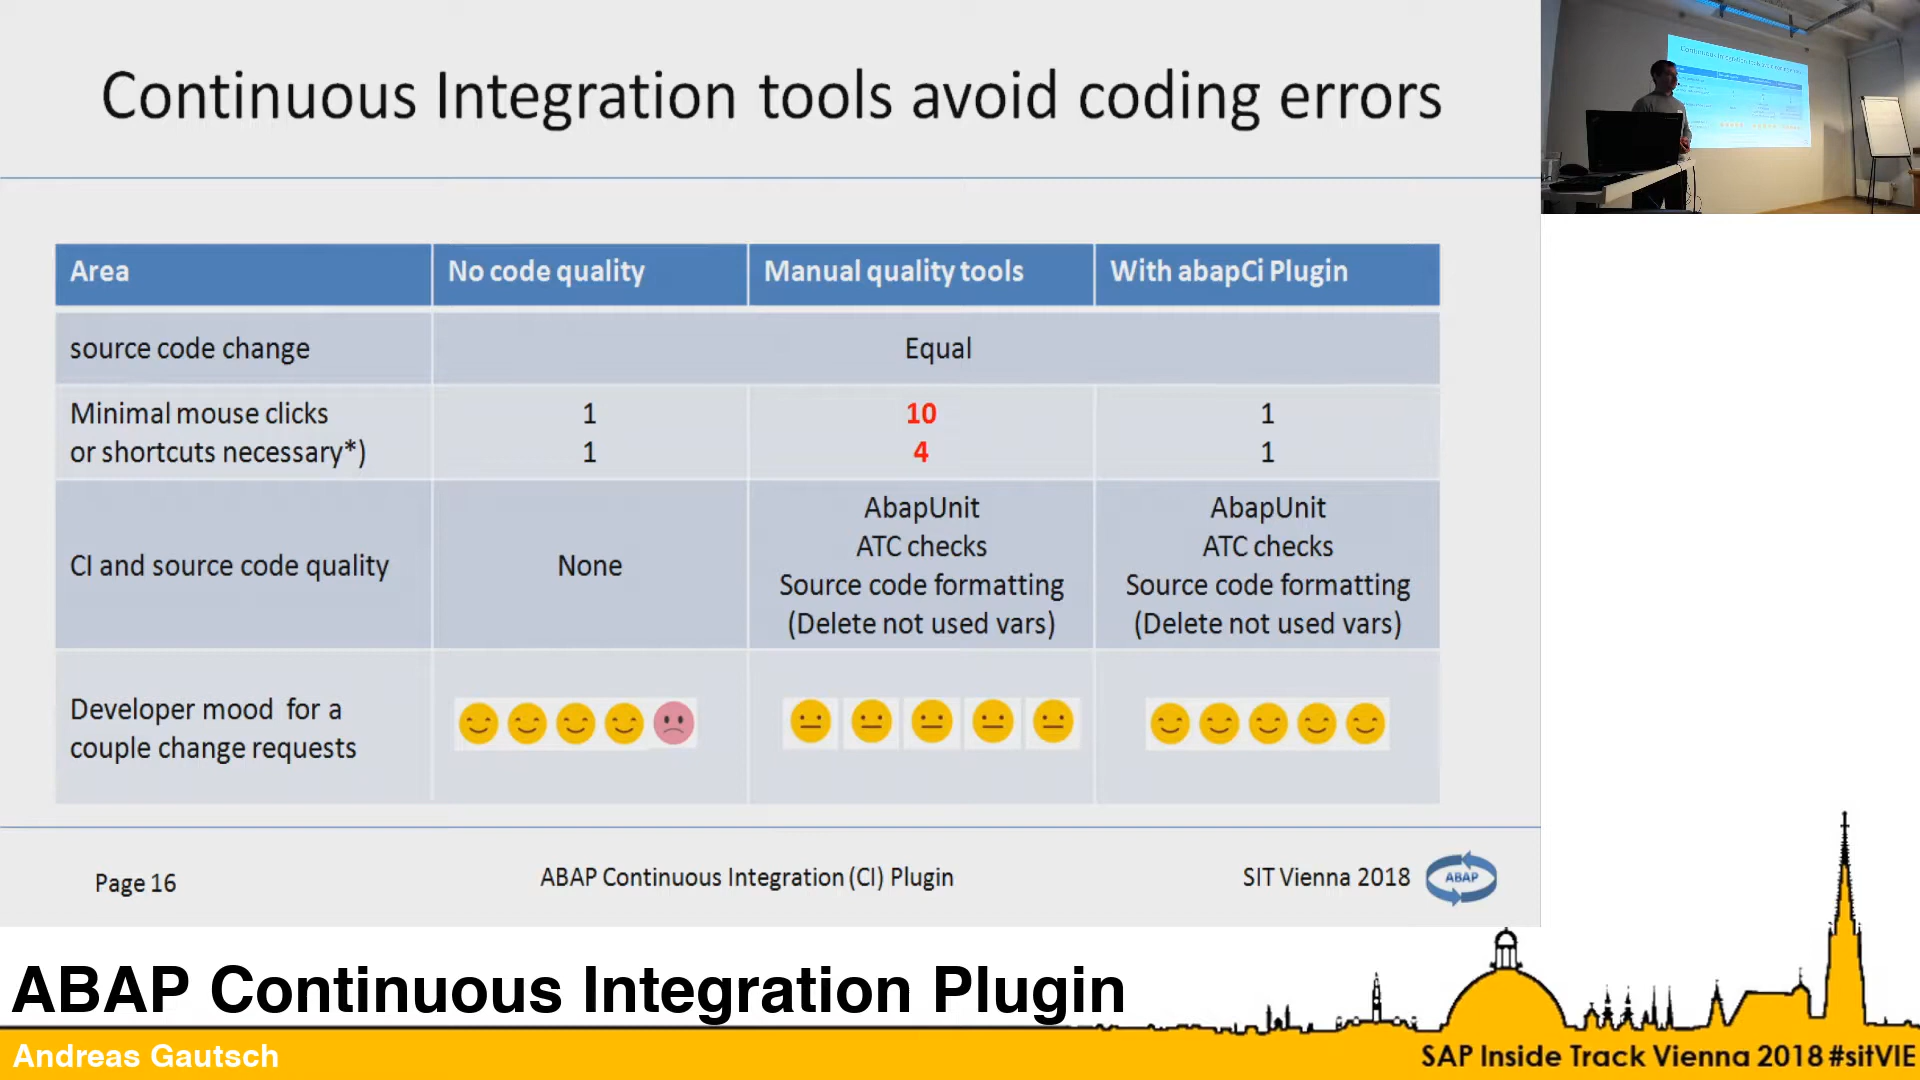 Continuous Integration tools avoid coding errors
Area
No code quality
Manual quality tools
With abapCi Plugin
source code change
Equal
Minimal mouse clicks
or shortcuts necessary*)
1
1
10
4
1
1
CI and source code quality
None
AbapUnit
ATC checks
Source code formatting
(Delete not used vars)
AbapUnit
ATC checks
Source code formatting
(Delete not used vars)
Developer mood for a
couple change requests
Page 16
ABAP Continuous Integration (CI) Plugin
SIT Vienna 2018
ABAP
ABAP Continuous Integration Plugin
Andreas Gautsch
SAP Inside Track Vienna 2018 #sitVIE